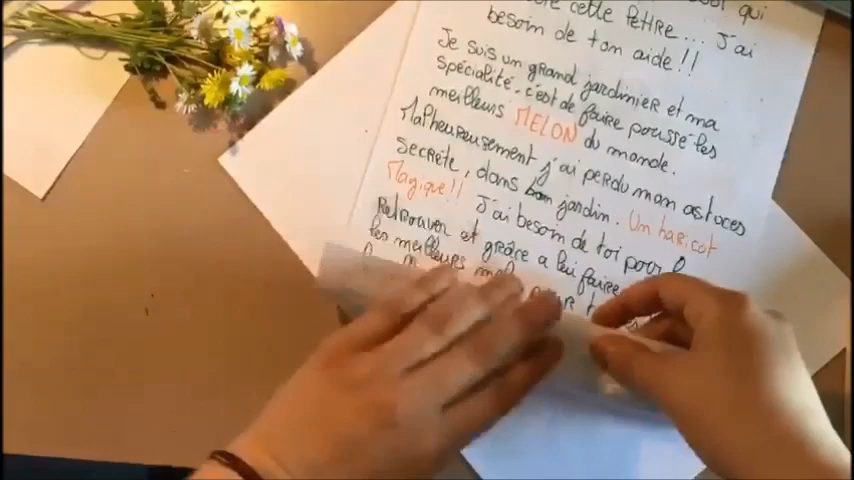 cette lettre... J'ai
besoin de ton aide !!
Je suis un grand jardinier et ma
spécialité, c'est de faire poussé les
meilleurs MELON du monde.
Malheureusement j'ai perdu mon astuces
secrète, dans bon jardin. Un haricot
Magique !! J'ai besoin de toi pour le
Retrouver et grâce a lui faire
les meilleurs